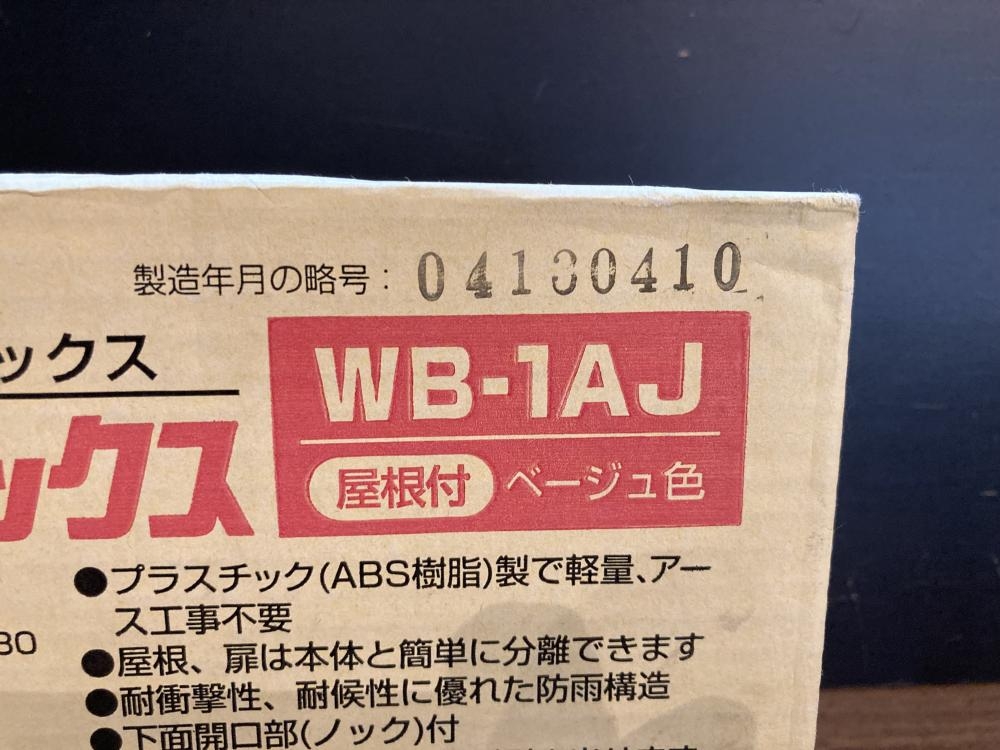 製造年月の略号：04180410
ックス
WB-1AJ
ックス
屋根付 ベージュ色
●プラスチック(ABS樹脂)製で軽量、アー
ス工事不要
30
●屋根、扉は本体と簡単に分離できます
●耐衝撃性、耐候性に優れた防雨構造
●下面開口部(ノック)付